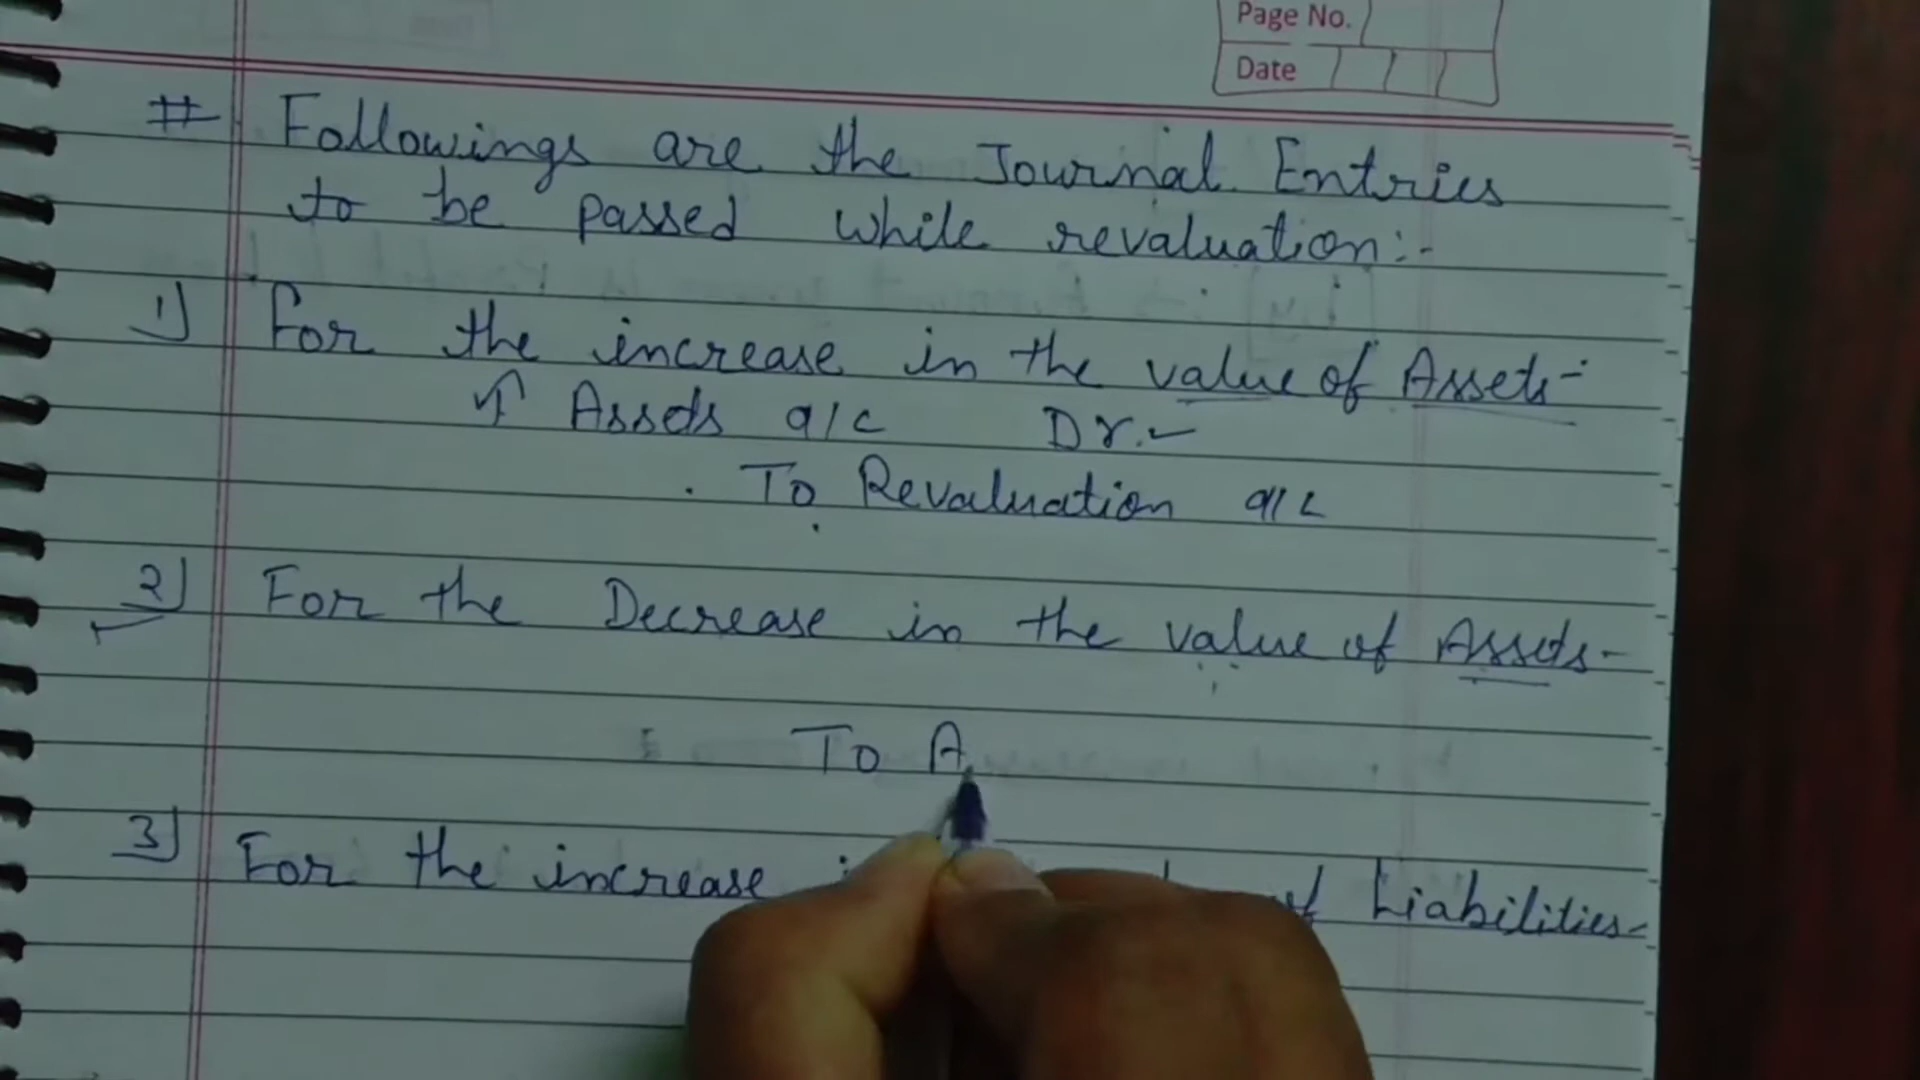 Page No.
Date
# Followings are the Journal Entries
to be passed while revaluation:-
1) For the increase in the value of Assets-
↑ Assets a/c Dr.
To Revaluation a/c
2) For the Decrease in the value of Assets-
To A
3) For the increase of Liabilities-